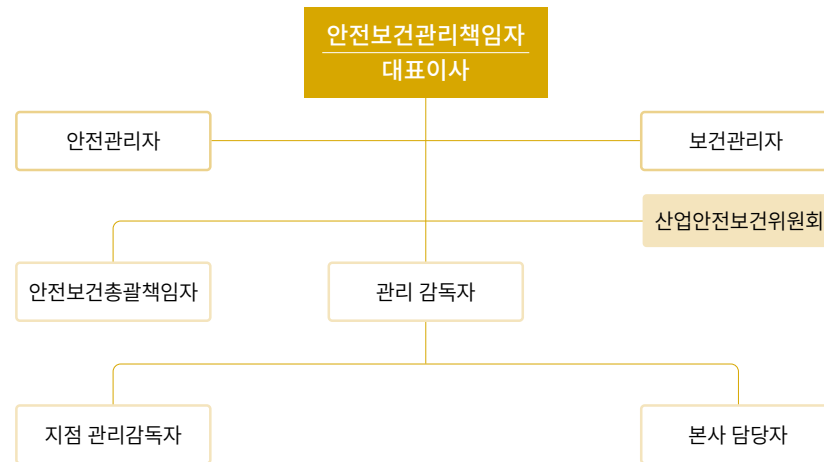 안전보건관리책임자
대표이사
안전관리자
보건관리자
산업안전보건위원회
안전보건총괄책임자
관리 감독자
지점 관리감독자
본사 담당자